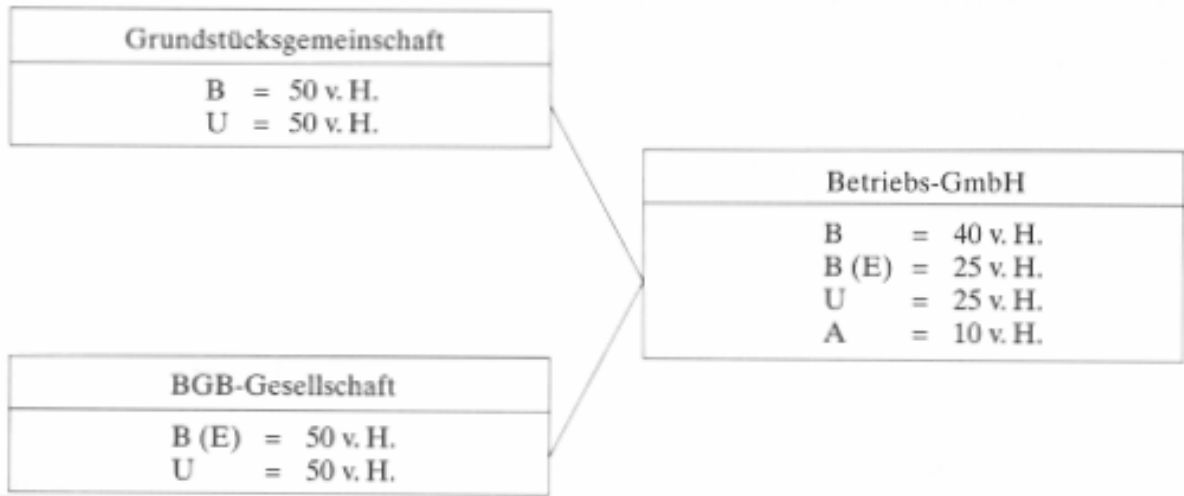 Grundstücksgemeinschaft
B = 50 v. H.
U = 50 v. H.
Betriebs-GmbH
B = 40 v. H.
B (E) = 25 v. H.
U = 25 v. H.
A = 10 v. H.
BGB-Gesellschaft
B (E) = 50 v. H.
U = 50 v. H.